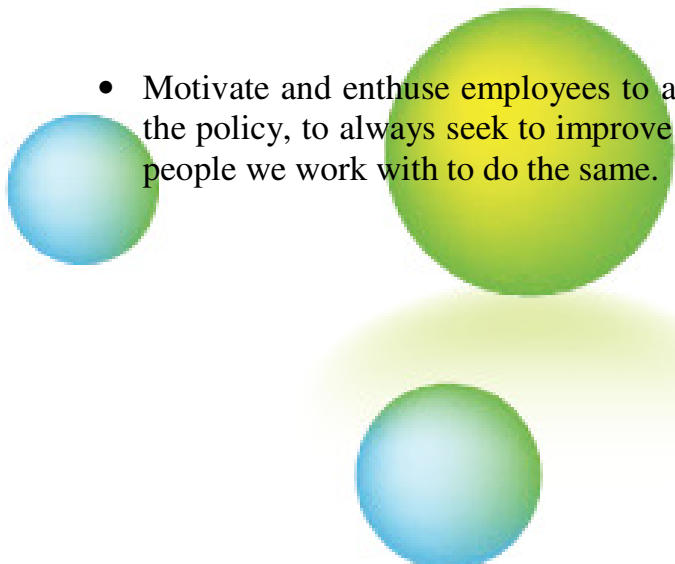 • Motivate and enthuse employees to a
the policy, to always seek to improve
people we work with to do the same.